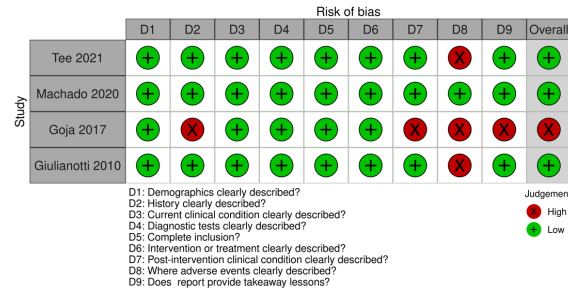 Risk of bias
D1 D2 D3 D4 D5 D6 D7 D8 D9 Overall
Study
Tee 2021 + + + + + + + X + +
Machado 2020 + + + + + + + + + +
Goja 2017 + X + + + + X X X X
Giulianotti 2010 + + + + + + + X + +
D1: Demographics clearly described?
D2: History clearly described?
D3: Current clinical condition clearly described?
D4: Diagnostic tests clearly described?
D5: Complete inclusion?
D6: Intervention or treatment clearly described?
D7: Post-intervention clinical condition clearly described?
D8: Where adverse events clearly described?
D9: Does report provide takeaway lessons?
Judgemen
X High
+ Low